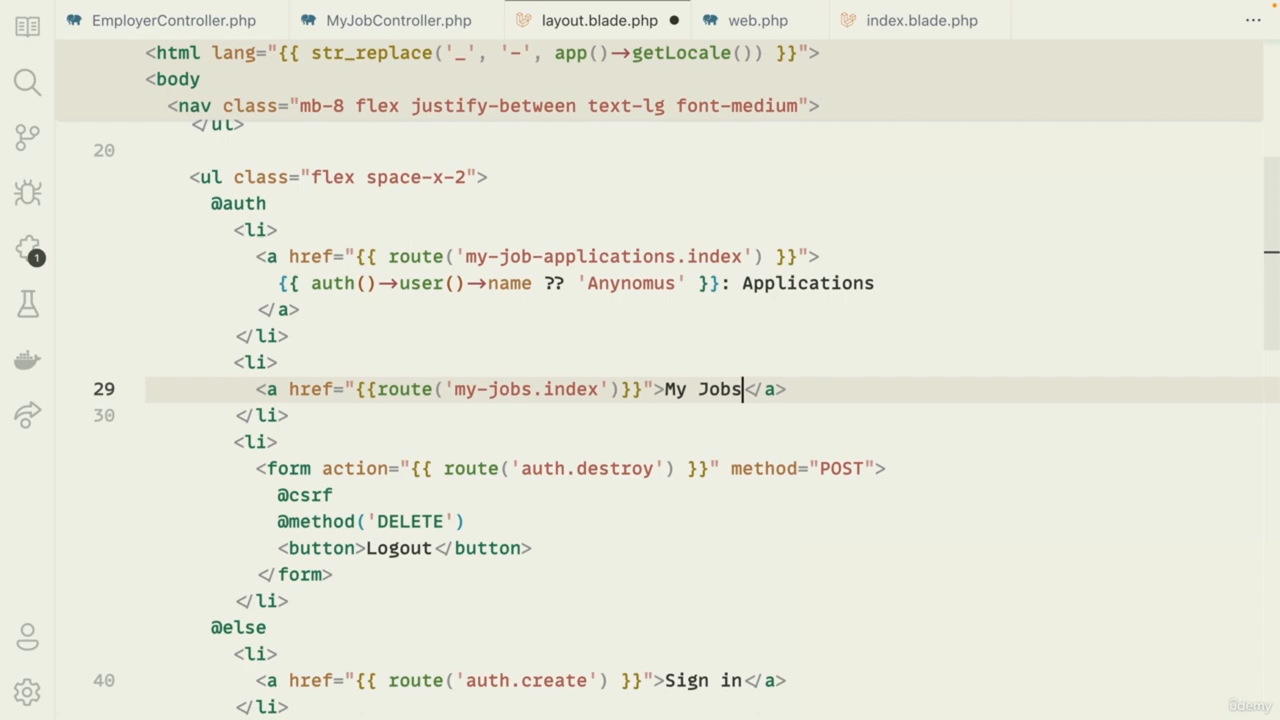 EmployerController.php MyJobController.php layout.blade.php web.php index.blade.php ...
<html lang="{{ str_replace('_', '-', app()->getLocale()) }}">
<body
<nav class="mb-8 flex justify-between text-lg font-medium">
</ul>
20
<ul class="flex space-x-2">
@auth
<li>
<a href="{{ route('my-job-applications.index') }}">
{{ auth()->user()->name ?? 'Anynomus' }}: Applications
</a>
</li>
<li>
29 <a href="{{route('my-jobs.index')}}">My Jobs</a>
30 </li>
<li>
<form action="{{ route('auth.destroy') }}" method="POST">
@csrf
@method('DELETE')
<button>Logout</button>
</form>
</li>
@else
<li>
40 <a href="{{ route('auth.create') }}">Sign in</a>
</li>
1
ûdemy